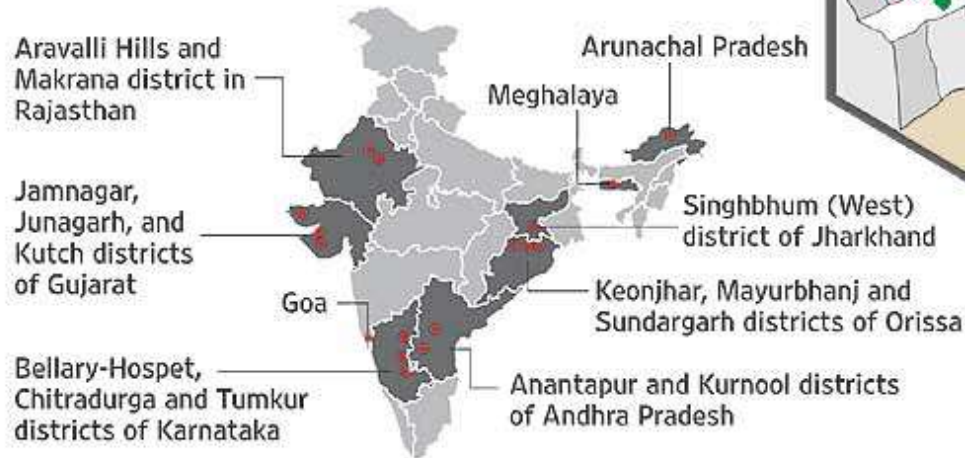 Aravalli Hills and
Makrana district in
Rajasthan
Arunachal Pradesh
Meghalaya
Jamnagar,
Junagarh, and
Kutch districts
of Gujarat
Singhbhum (West)
district of Jharkhand
Goa
Keonjhar, Mayurbhanj and
Sundargarh districts of Orissa
Bellary-Hospet,
Chitradurga and Tumkur
districts of Karnataka
Anantapur and Kurnool districts
of Andhra Pradesh